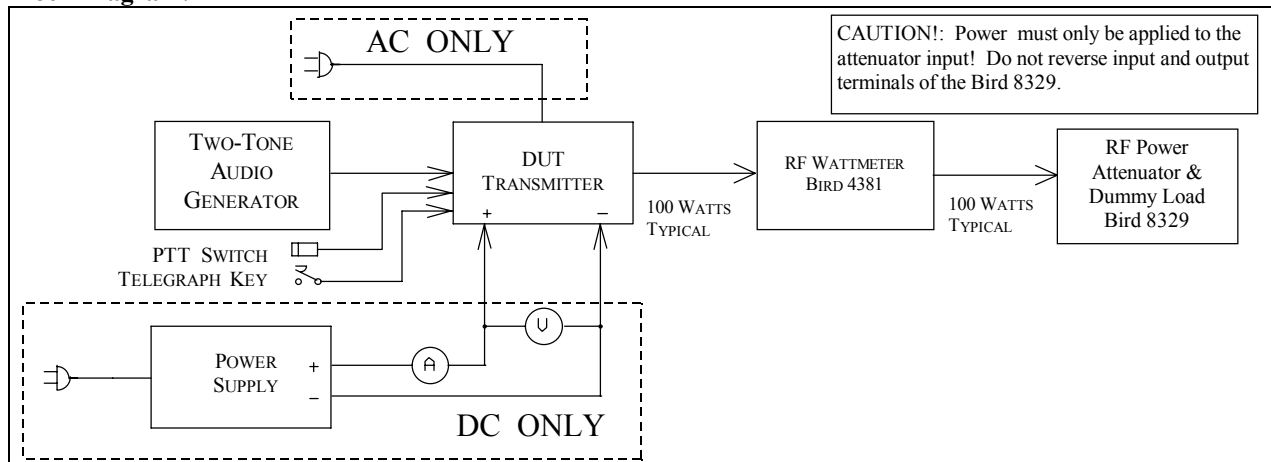 AC ONLY
CAUTION!: Power must only be applied to the
attenuator input! Do not reverse input and output
terminals of the Bird 8329.
TWO-TONE
AUDIO
GENERATOR
DUT
TRANSMITTER
+ −
RF WATTMETER
BIRD 4381
RF Power
Attenuator &
Dummy Load
Bird 8329
100 WATTS
TYPICAL
100 WATTS
TYPICAL
PTT SWITCH
TELEGRAPH KEY
V
A
POWER
SUPPLY
+
−
DC ONLY